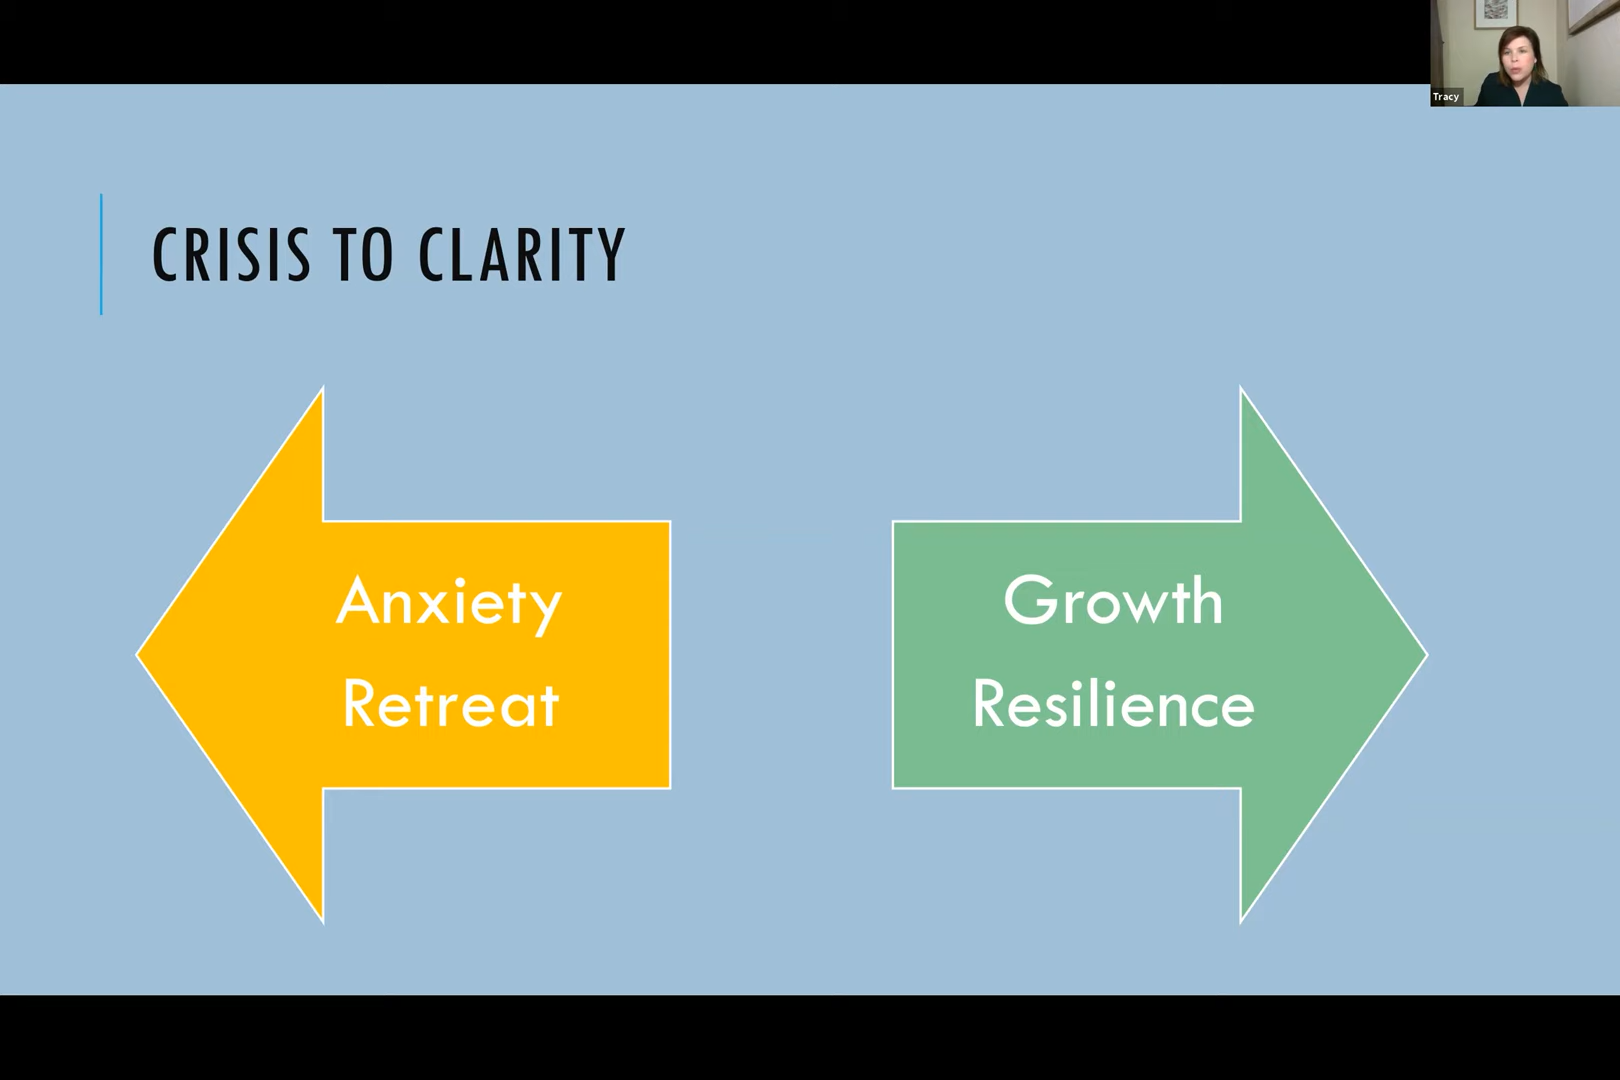 Tracy
CRISIS TO CLARITY
Anxiety
Retreat
Growth
Resilience